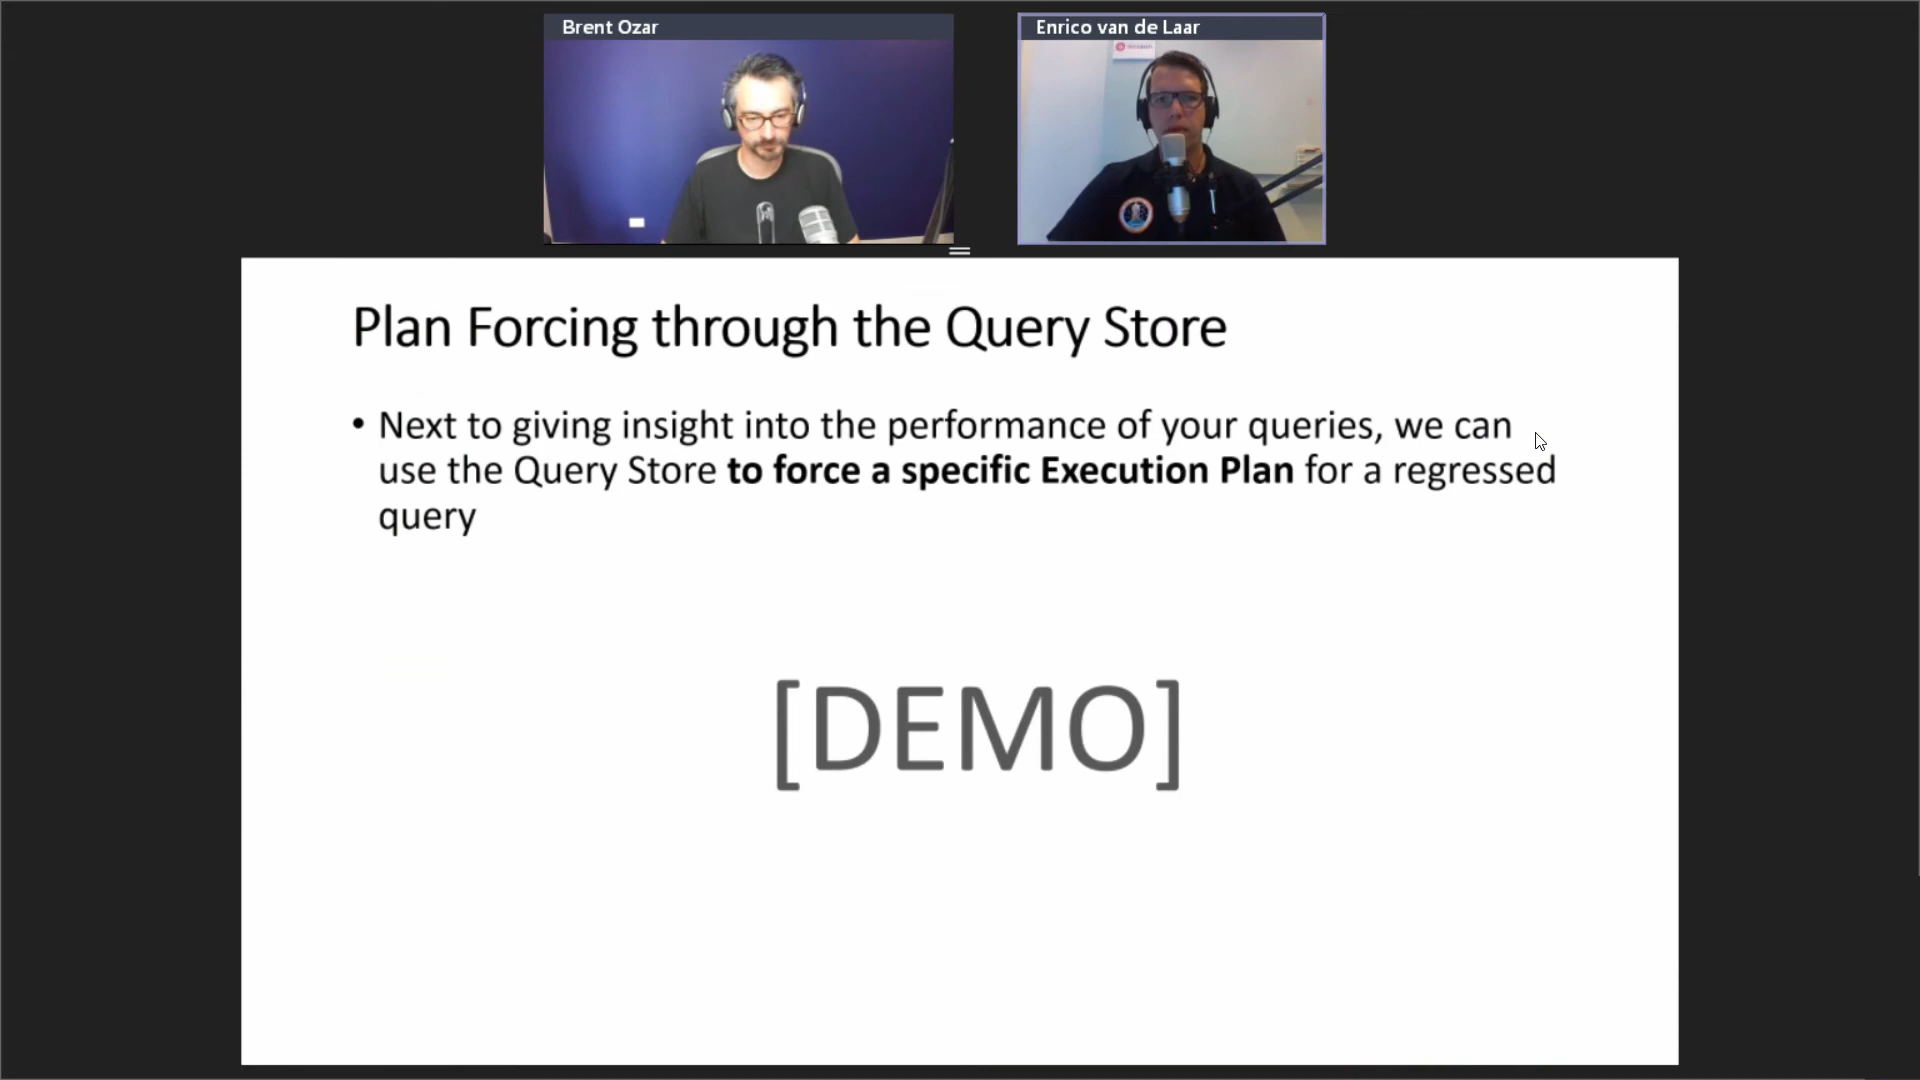 Brent Ozar
Enrico van de Laar
Plan Forcing through the Query Store
• Next to giving insight into the performance of your queries, we can
use the Query Store to force a specific Execution Plan for a regressed
query
[DEMO]